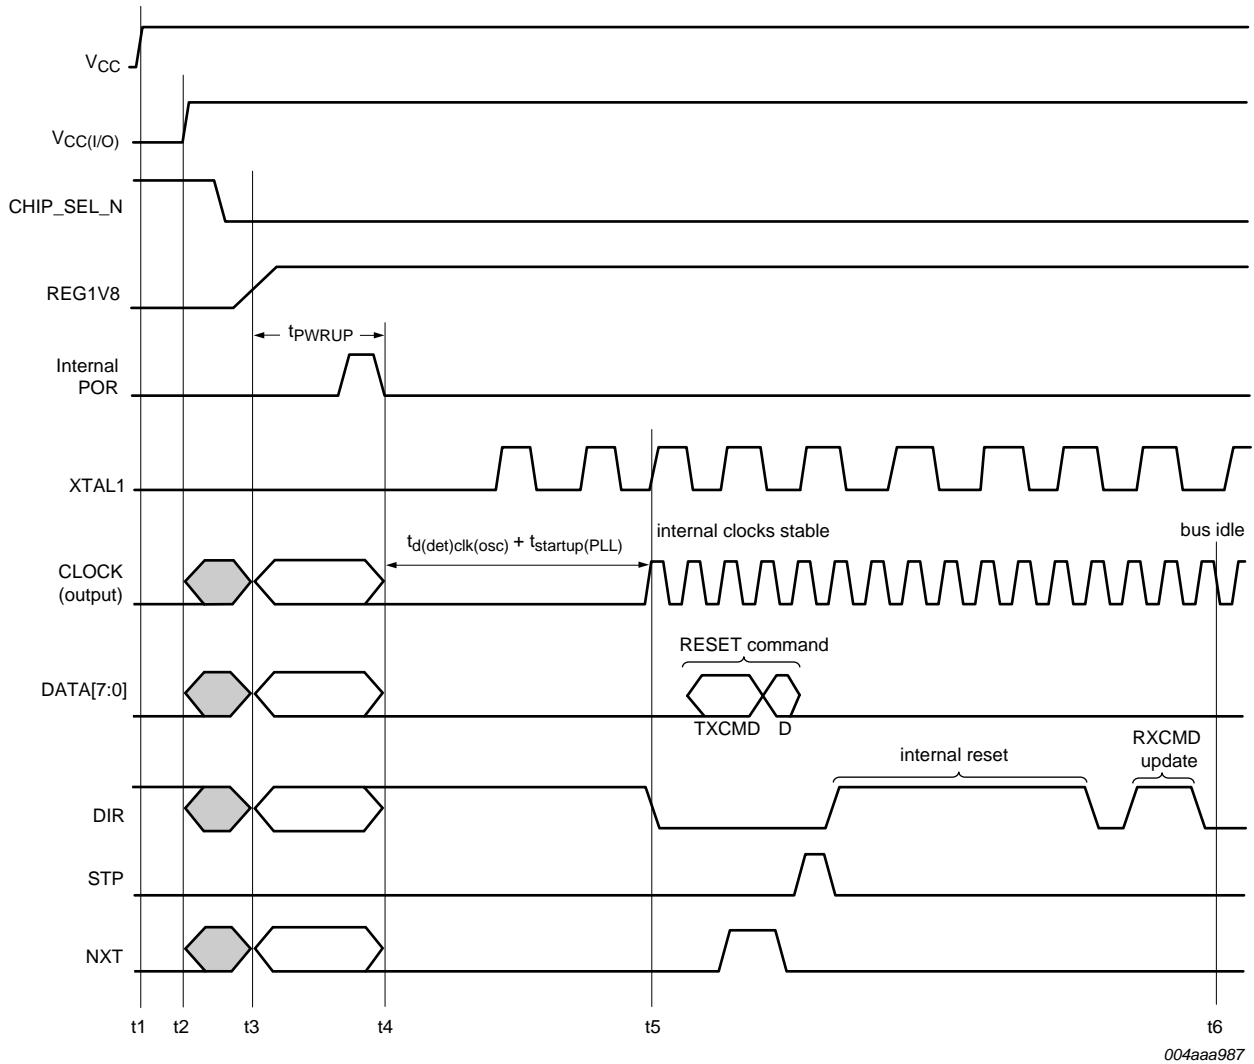 VCC
VCC(I/O)
CHIP_SEL_N
REG1V8
tPWRUP
Internal
POR
XTAL1
td(det)clk(osc) + tstartup(PLL)
internal clocks stable
bus idle
CLOCK
(output)
RESET command
DATA[7:0]
TXCMD D
internal reset
RXCMD
update
DIR
STP
NXT
t1 t2 t3 t4 t5 t6
004aaa987